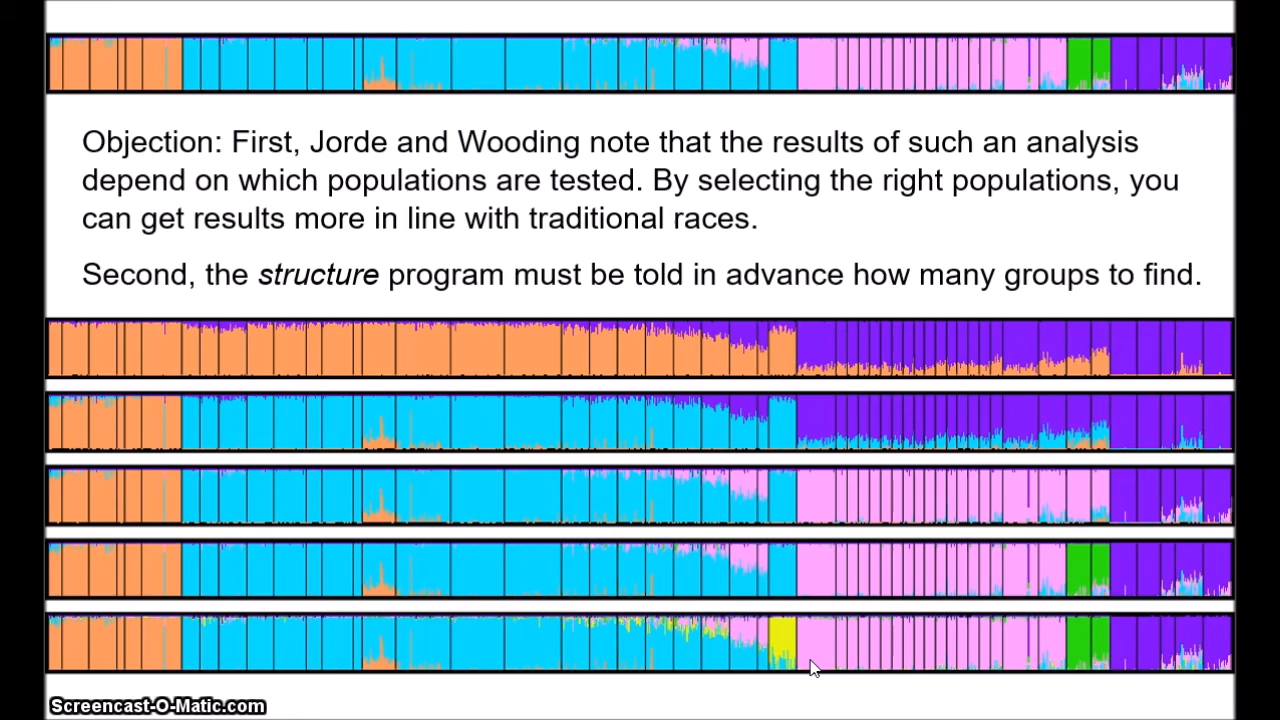 Objection: First, Jorde and Wooding note that the results of such an analysis
depend on which populations are tested. By selecting the right populations, you
can get results more in line with traditional races.
Second, the structure program must be told in advance how many groups to find.
Screencast-O-Matic.com